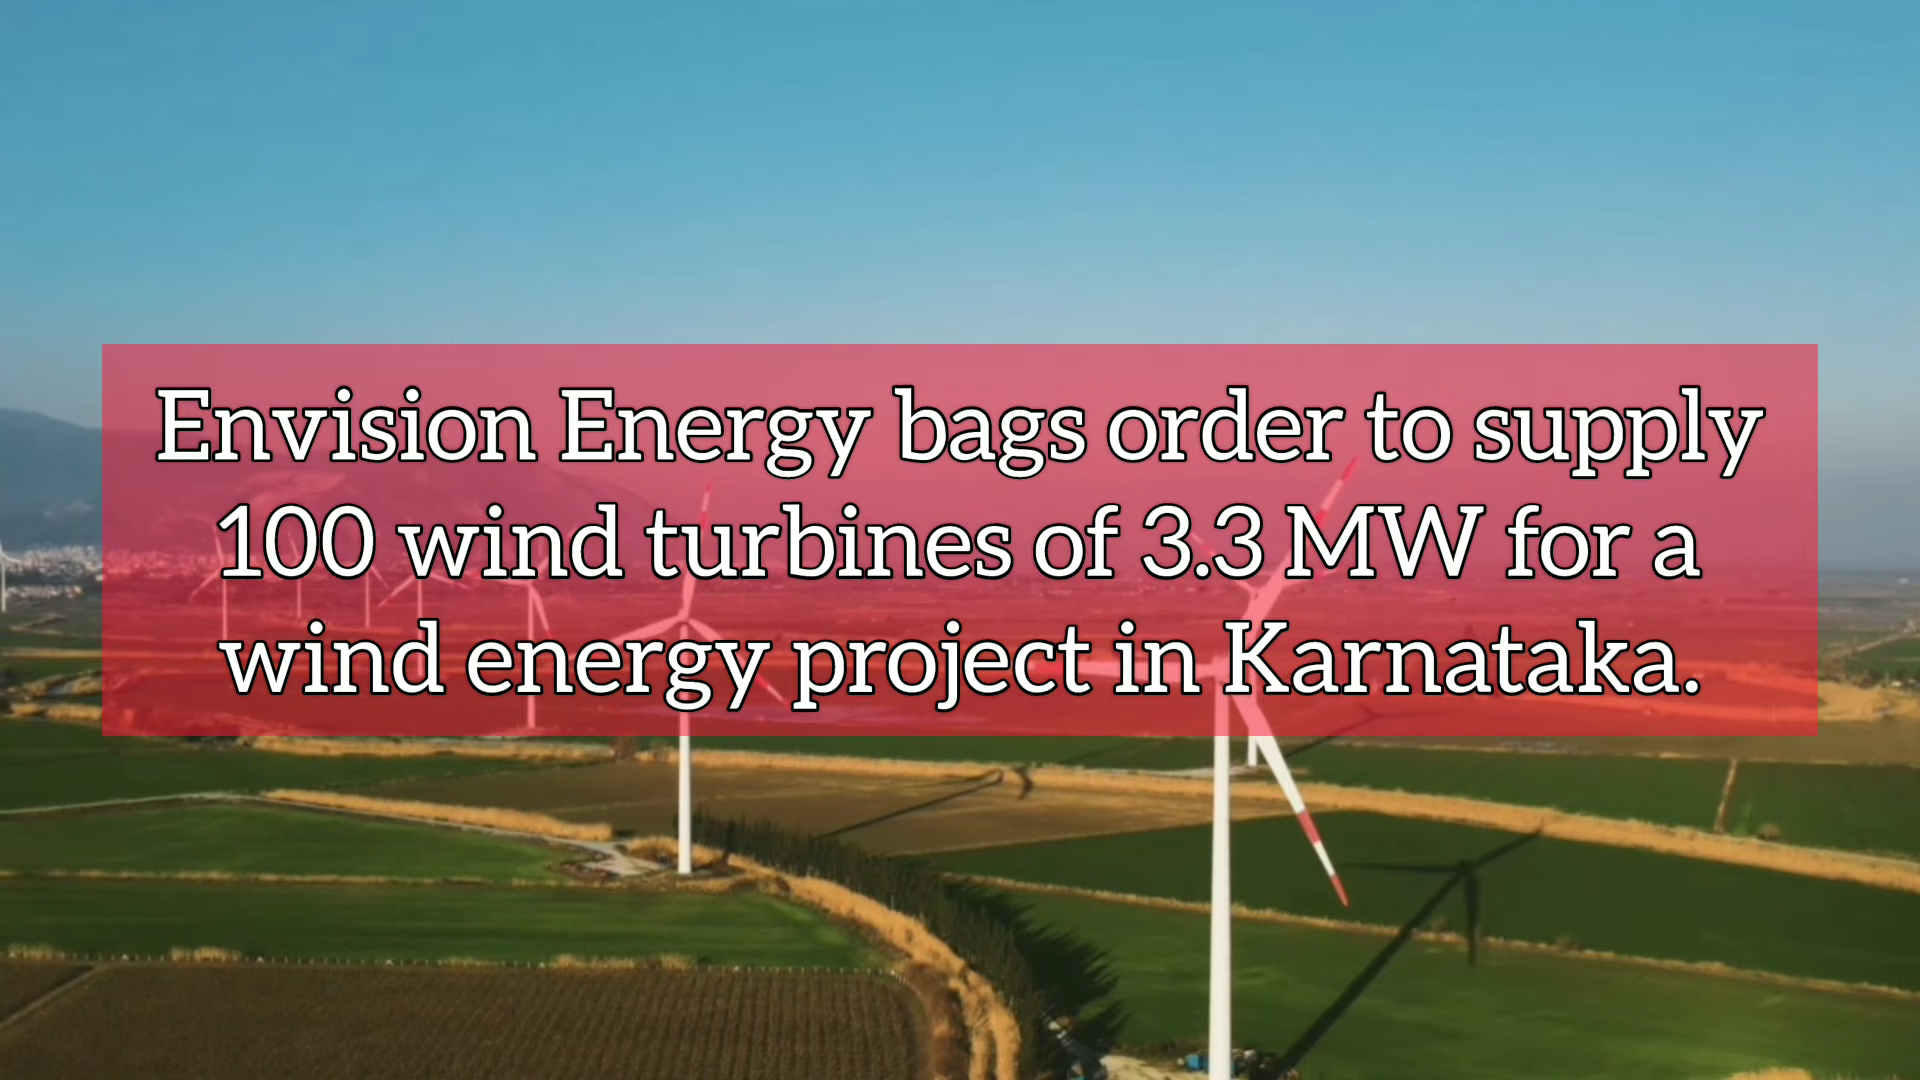 Envision Energy bags order to supply
100 wind turbines of 3.3 MW for a
wind energy project in Karnataka.